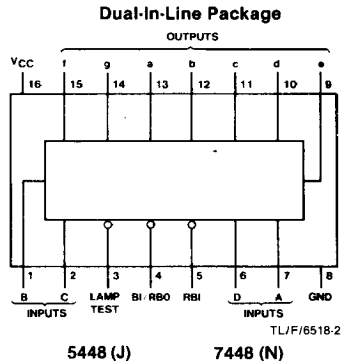 Dual-In-Line Package
OUTPUTS
VCC f g a b c d e
16 15 14 13 12 11 10 9
1 2 3 4 5 6 7 8
B C LAMP TEST BI/RBO RBI D A GND
INPUTS INPUTS
TL/F/6518-2
5448 (J) 7448 (N)